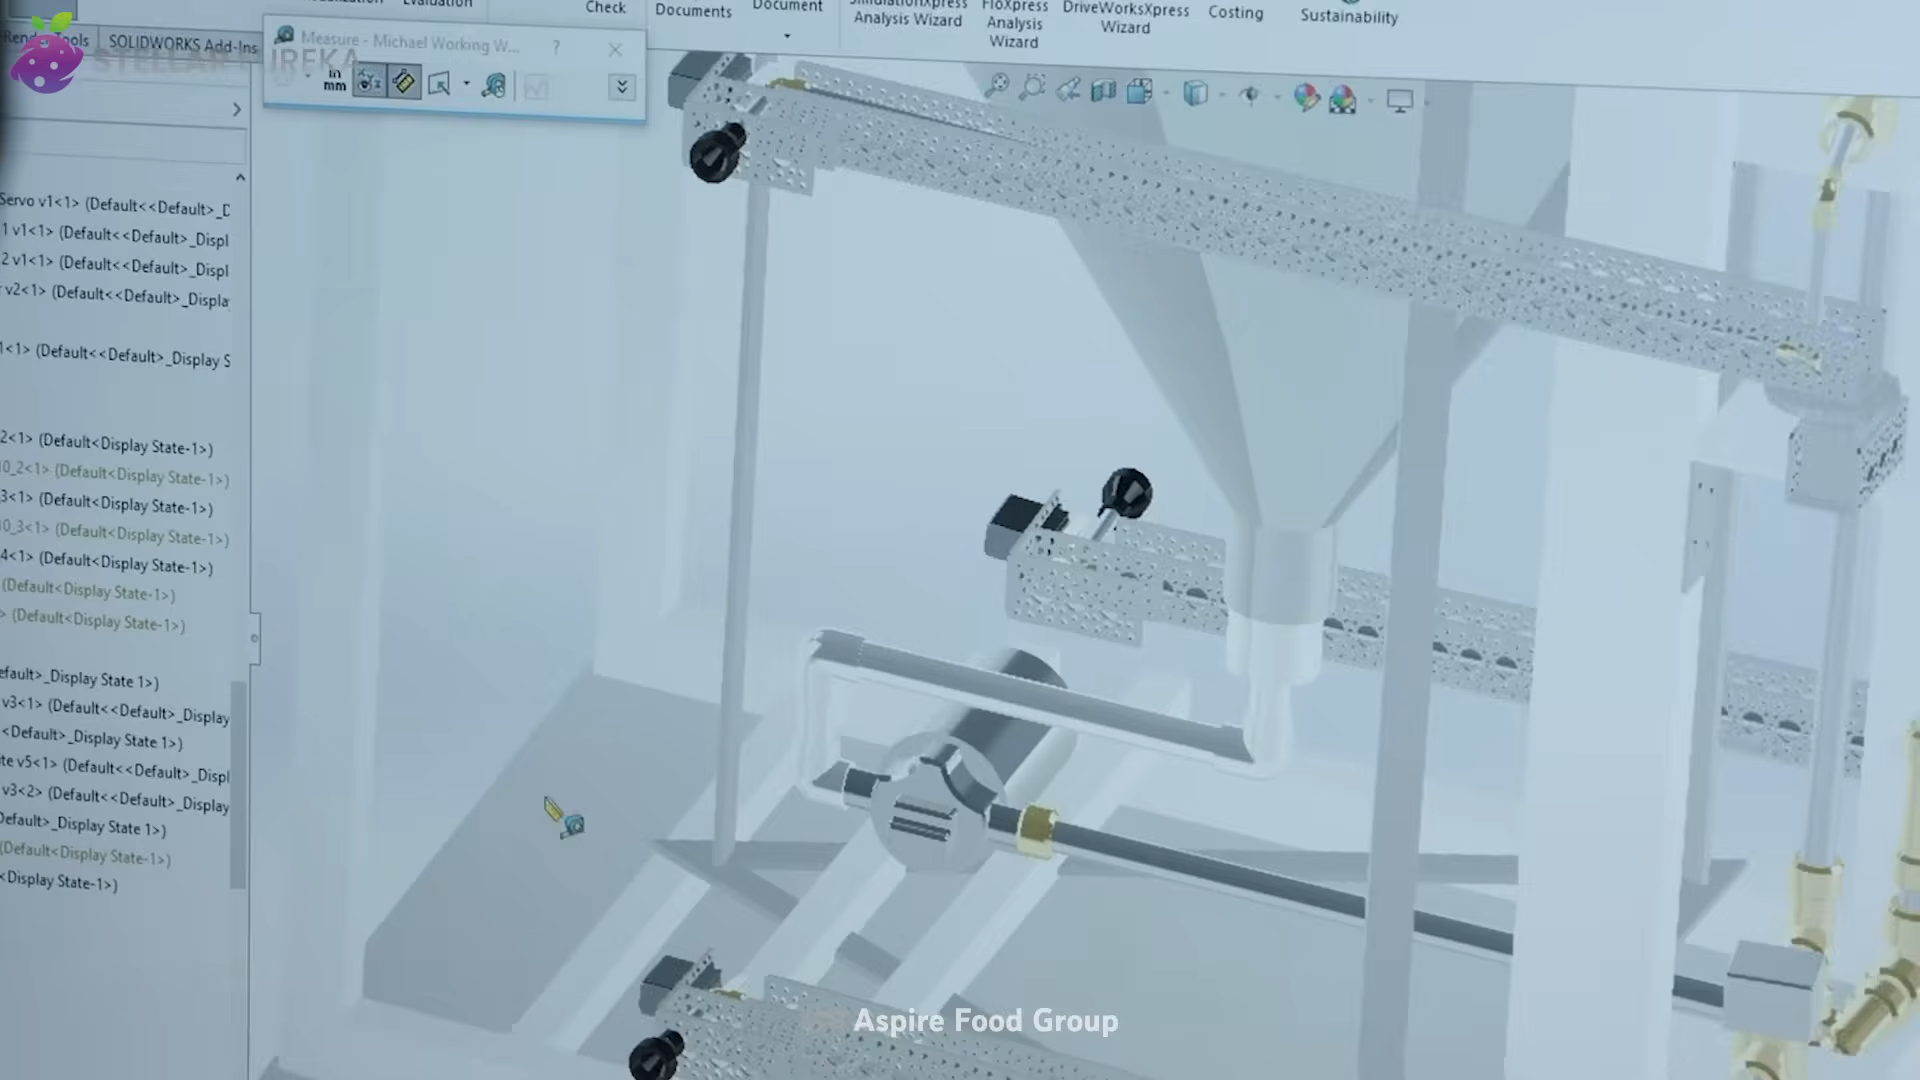 Evaluation
Check
Documents
Document
SimulationXpress
Analysis Wizard
FloXpress
Analysis
Wizard
DriveWorksXpress
Wizard
Costing
Sustainability
SOLIDWORKS Add-Ins
STELLAR EUREKA
Measure - Michael Working W...
?
in
mm
Servo v1<1> (Default<<Default>_D
1 v1<1> (Default<<Default>_Displ
2 v1<1> (Default<<Default>_Displ
v2<1> (Default<<Default>_Displa
1<1> (Default<<Default>_Display S
2<1> (Default<Display State-1>)
10_2<1> (Default<Display State-1>)
3<1> (Default<Display State-1>)
10_3<1> (Default<Display State-1>)
4<1> (Default<Display State-1>)
(Default<Display State-1>)
> (Default<Display State-1>)
efault>_Display State 1>)
v3<1> (Default<<Default>_Display
<Default>_Display State 1>)
te v5<1> (Default<<Default>_Displ
v3<2> (Default<<Default>_Display
Default>_Display State 1>)
(Default<Display State-1>)
<Display State-1>)
Aspire Food Group